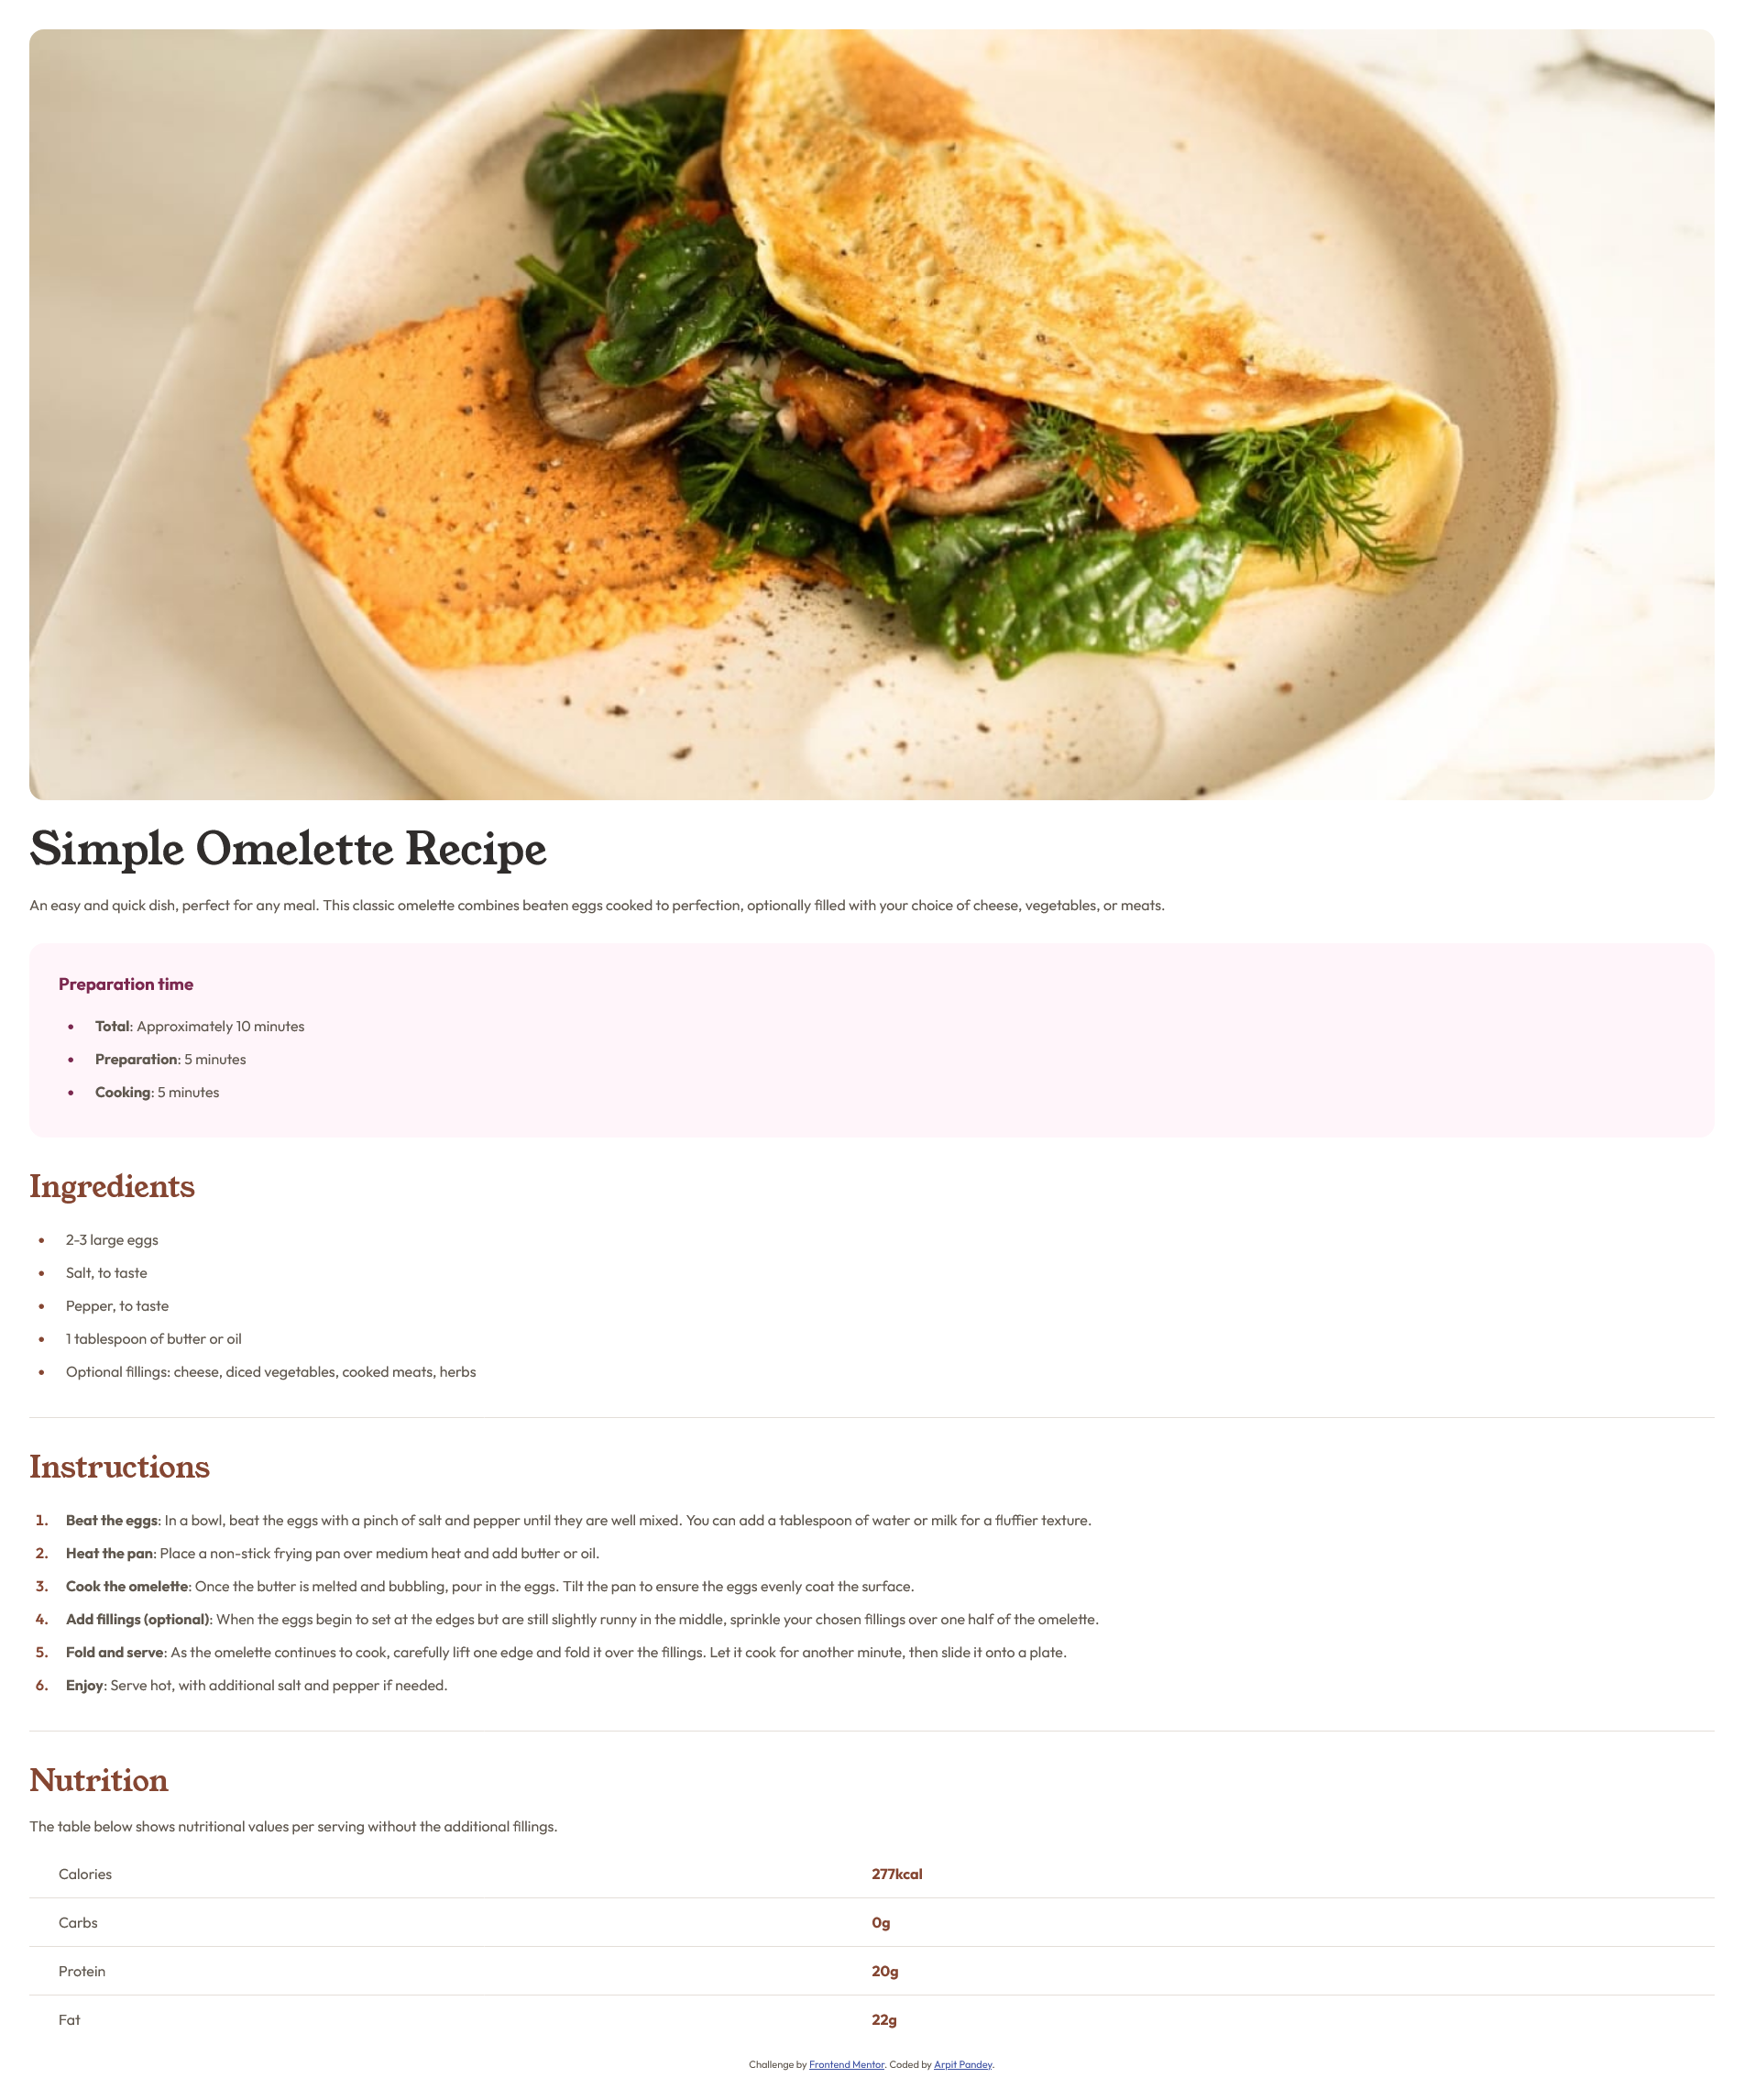 Simple Omelette Recipe
An easy and quick dish, perfect for any meal. This classic omelette combines beaten eggs cooked to perfection, optionally filled with your choice of cheese, vegetables, or meats.
Preparation time
• Total: Approximately 10 minutes
• Preparation: 5 minutes
• Cooking: 5 minutes
Ingredients
• 2-3 large eggs
• Salt, to taste
• Pepper, to taste
• 1 tablespoon of butter or oil
• Optional fillings: cheese, diced vegetables, cooked meats, herbs
Instructions
1. Beat the eggs: In a bowl, beat the eggs with a pinch of salt and pepper until they are well mixed. You can add a tablespoon of water or milk for a fluffier texture.
2. Heat the pan: Place a non-stick frying pan over medium heat and add butter or oil.
3. Cook the omelette: Once the butter is melted and bubbling, pour in the eggs. Tilt the pan to ensure the eggs evenly coat the surface.
4. Add fillings (optional): When the eggs begin to set at the edges but are still slightly runny in the middle, sprinkle your chosen fillings over one half of the omelette.
5. Fold and serve: As the omelette continues to cook, carefully lift one edge and fold it over the fillings. Let it cook for another minute, then slide it onto a plate.
6. Enjoy: Serve hot, with additional salt and pepper if needed.
Nutrition
The table below shows nutritional values per serving without the additional fillings.
Calories 277kcal
Carbs 0g
Protein 20g
Fat 22g
Challenge by Frontend Mentor. Coded by Arpit Pandey.